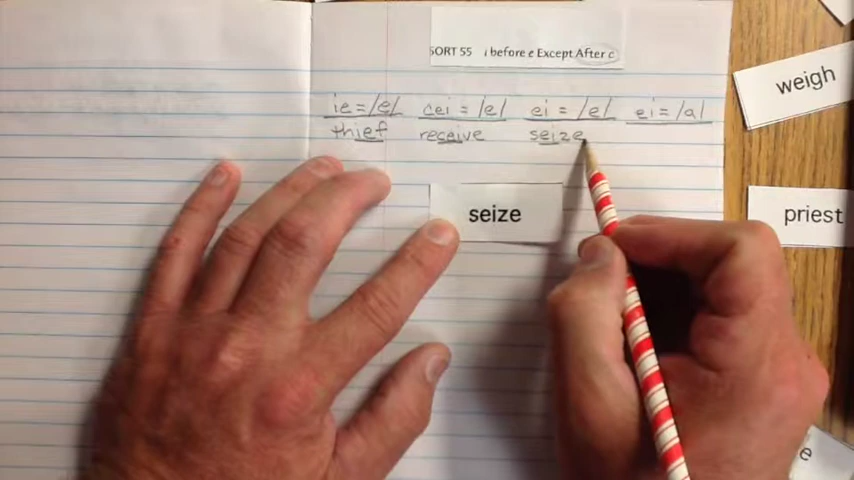 SORT 55 i before e Except After c
ie = /e/ cei = /e/ ei = /e/ ei = /a/
thief receive seize
seize
weigh
priest
e